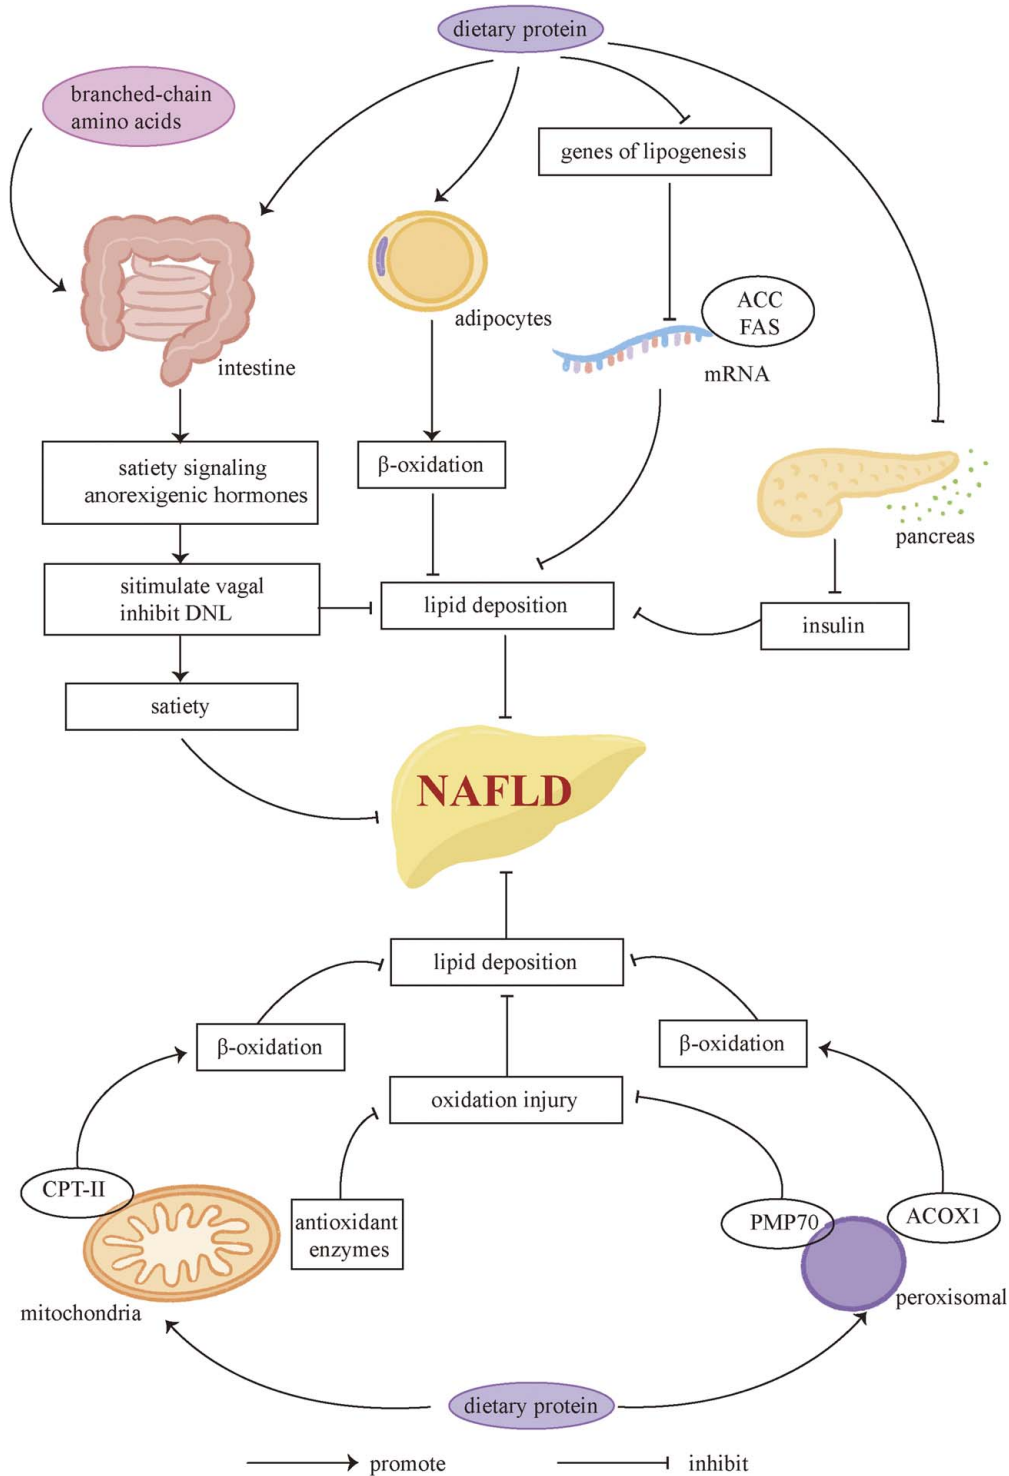 dietary protein
branched-chain
amino acids
genes of lipogenesis
ACC
FAS
adipocytes
intestine
mRNA
satiety signaling
anorexigenic hormones
β-oxidation
pancreas
sitimulate vagal
inhibit DNL
lipid deposition
insulin
satiety
NAFLD
lipid deposition
β-oxidation
β-oxidation
oxidation injury
CPT-II
antioxidant
enzymes
PMP70
ACOX1
mitochondria
peroxisomal
dietary protein
promote
inhibit